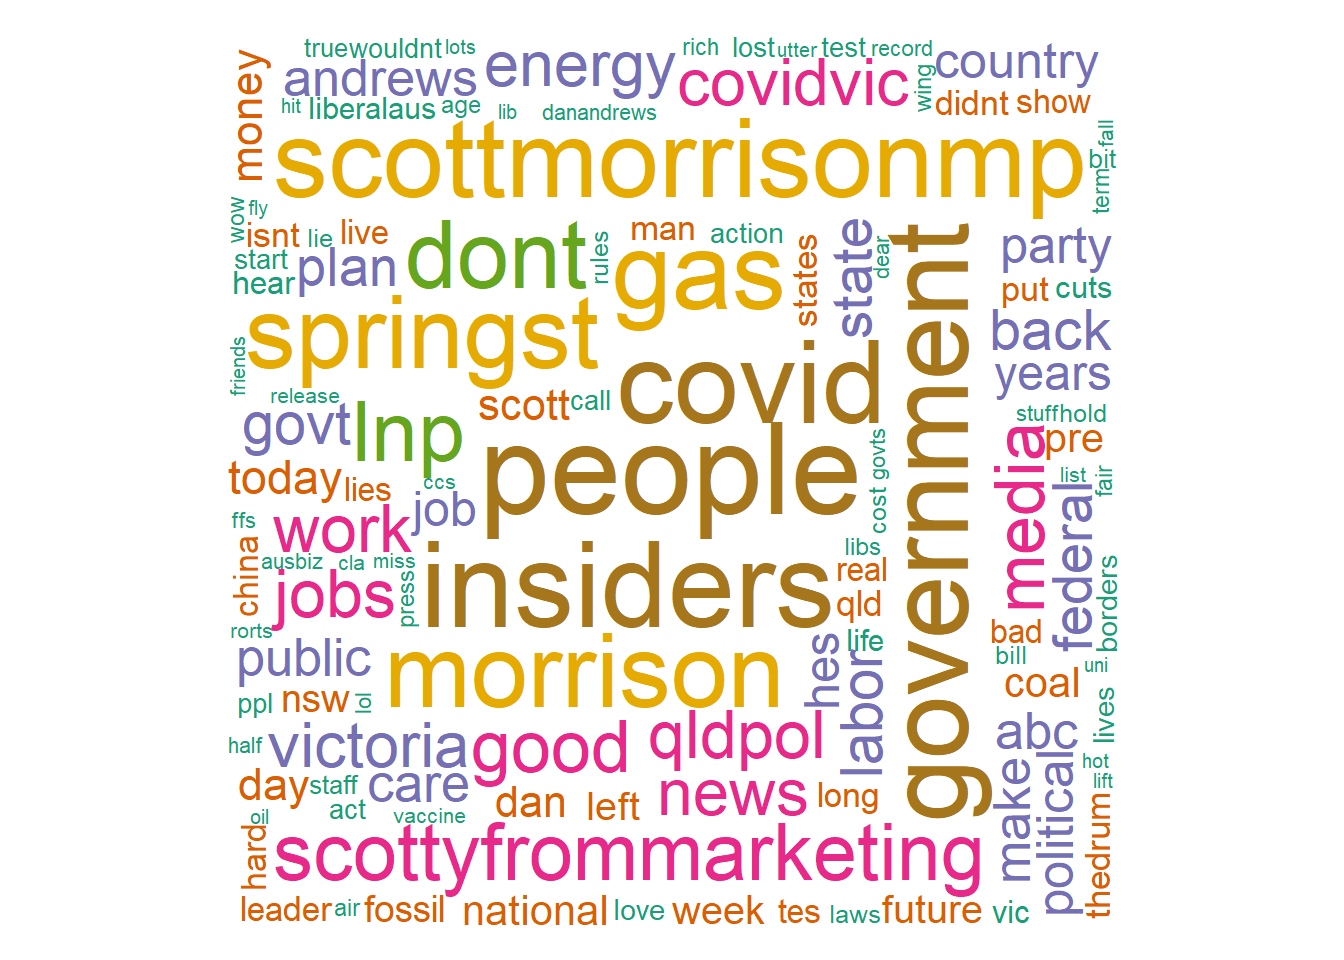 truewouldnt lots rich lost utter test record
money andrews energy covidvic wing country
hit liberalaus age lib danandrews didnt show
scottmorrisonmp bit fall term
wow fly
isnt lie live man action state dear party
start plan dont rules gas states
hear put cuts
springst government back
friends covid years
release scott call stuff hold
govt lnp media pre
people list fair
today lies ccs cost govts federal
ffs work job
china ausbiz cla miss press insiders libs real borders
jobs qld
rorts public life bad
morrison hes labor bill uni
ppl nsw lol coal
lives
half victoria good qldpol abc
hot lift
day staff care dan left news long make political
oil act vaccine thedrum
hard scottyfrommarketing
leader air fossil national love week tes laws future vic